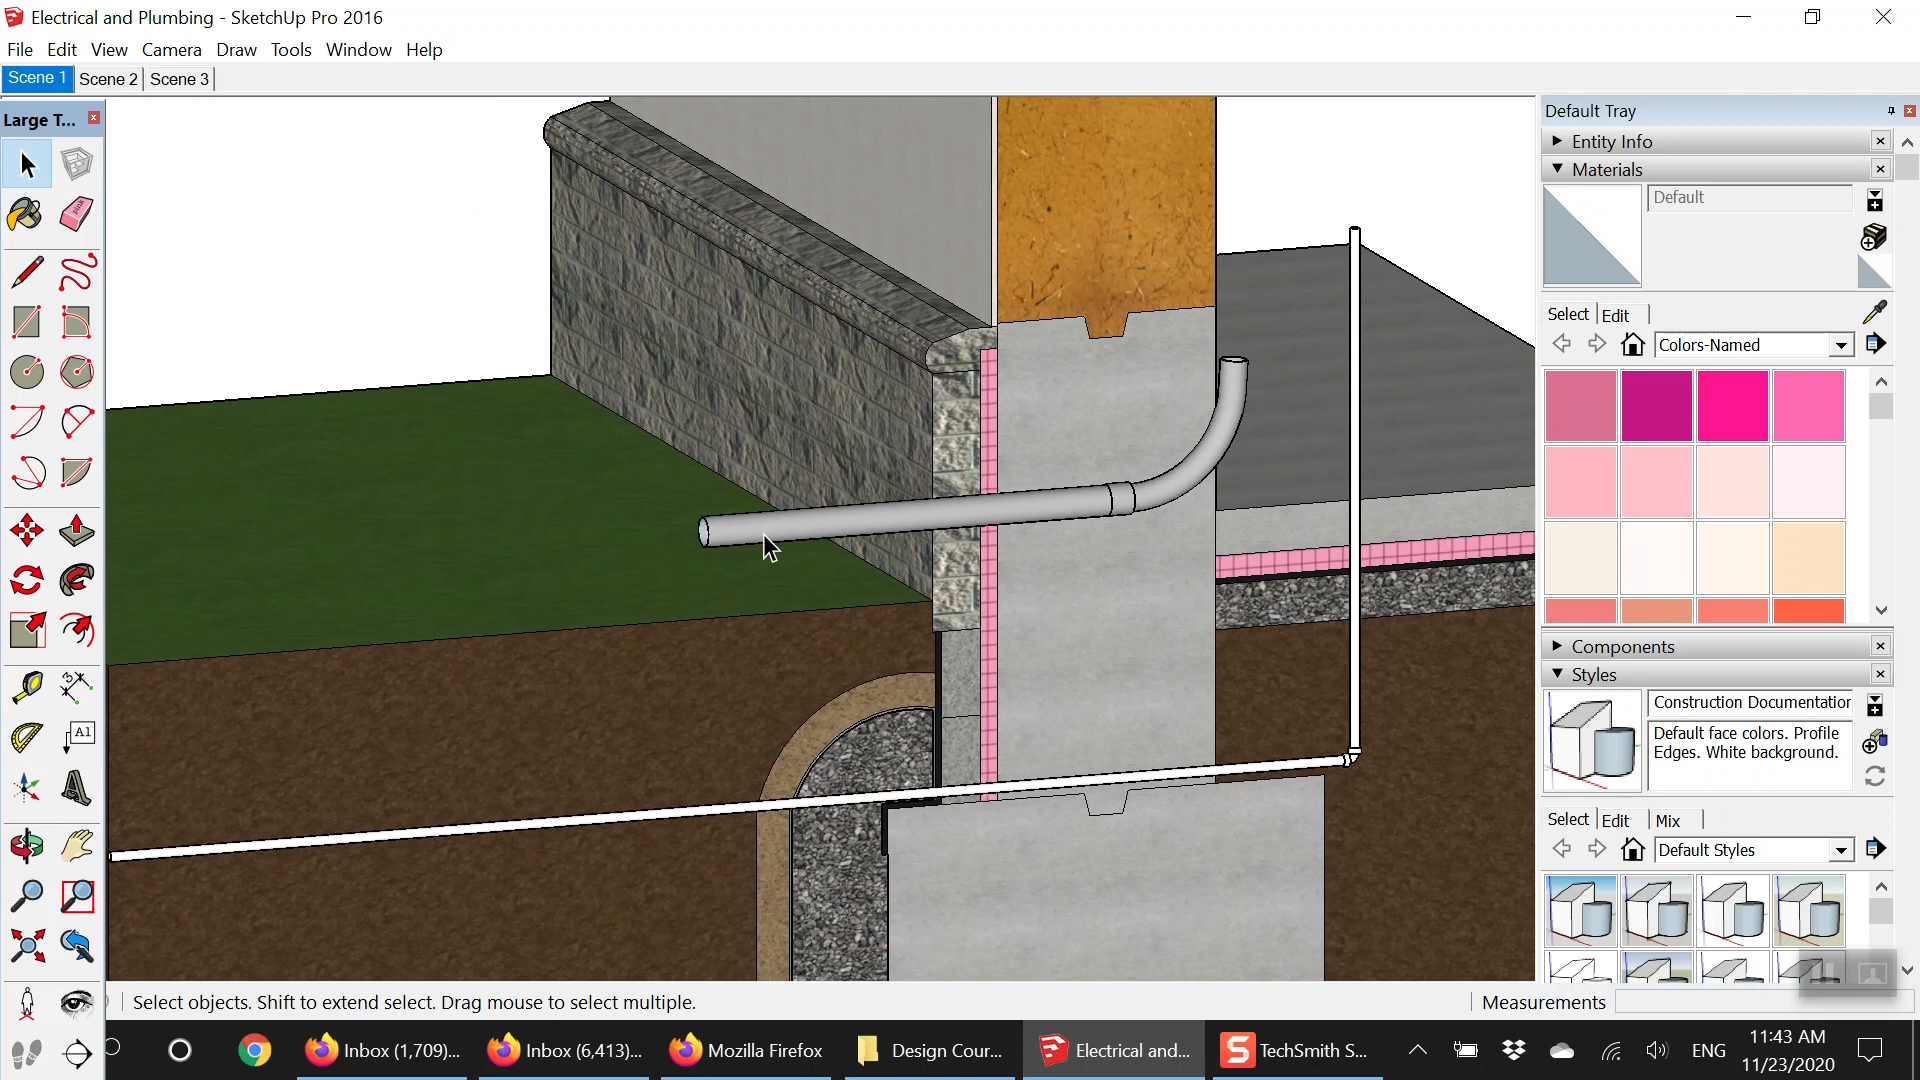 Electrical and Plumbing - SketchUp Pro 2016
File Edit View Camera Draw Tools Window Help
Scene 1 Scene 2 Scene 3
Large T...
Default Tray
Entity Info
Materials
Default
Select Edit
Colors-Named
Components
Styles
Construction Documentation
Default face colors. Profile
Edges. White background.
Select Edit Mix
Default Styles
Select objects. Shift to extend select. Drag mouse to select multiple.
Measurements
Inbox (1,709)... Inbox (6,413)... Mozilla Firefox Design Cour... Electrical and... TechSmith S... ENG
11:43 AM
11/23/2020